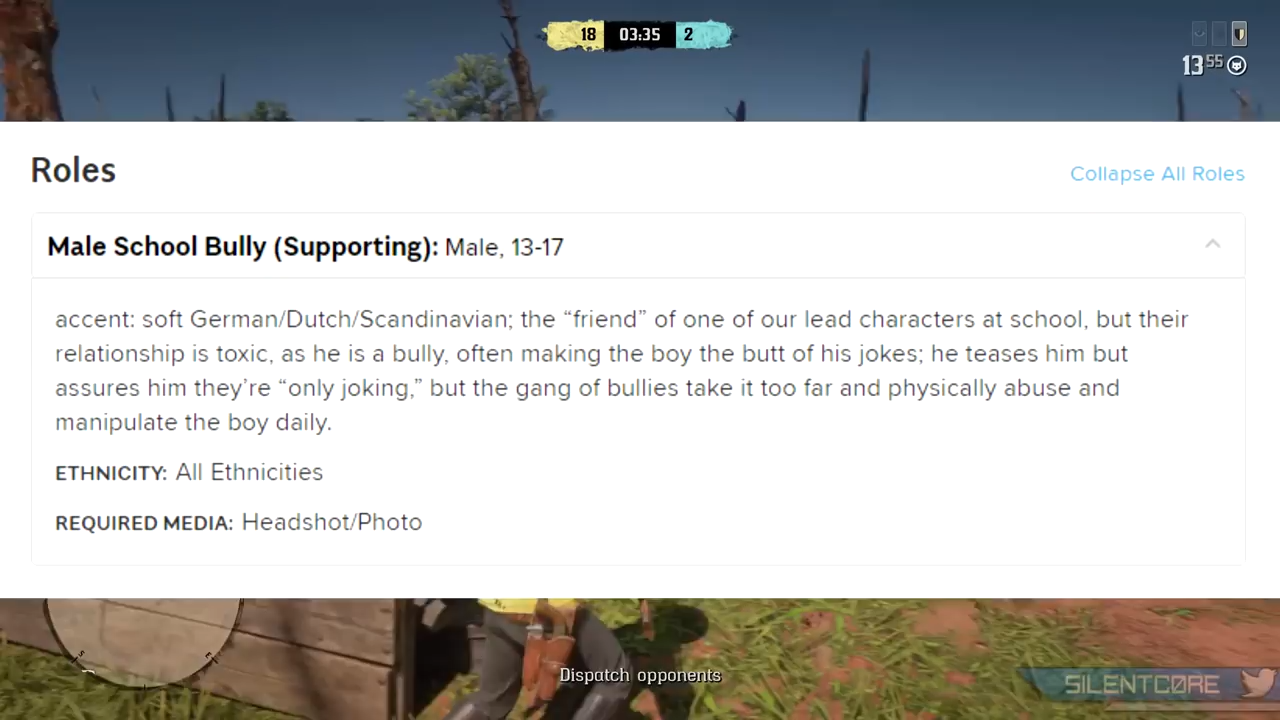 18 03:35 2
13 55
Roles
Collapse All Roles
Male School Bully (Supporting): Male, 13-17
accent: soft German/Dutch/Scandinavian; the “friend” of one of our lead characters at school, but their
relationship is toxic, as he is a bully, often making the boy the butt of his jokes; he teases him but
assures him they’re “only joking,” but the gang of bullies take it too far and physically abuse and
manipulate the boy daily.
ETHNICITY: All Ethnicities
REQUIRED MEDIA: Headshot/Photo
S E
Dispatch opponents
SILENTC0RE